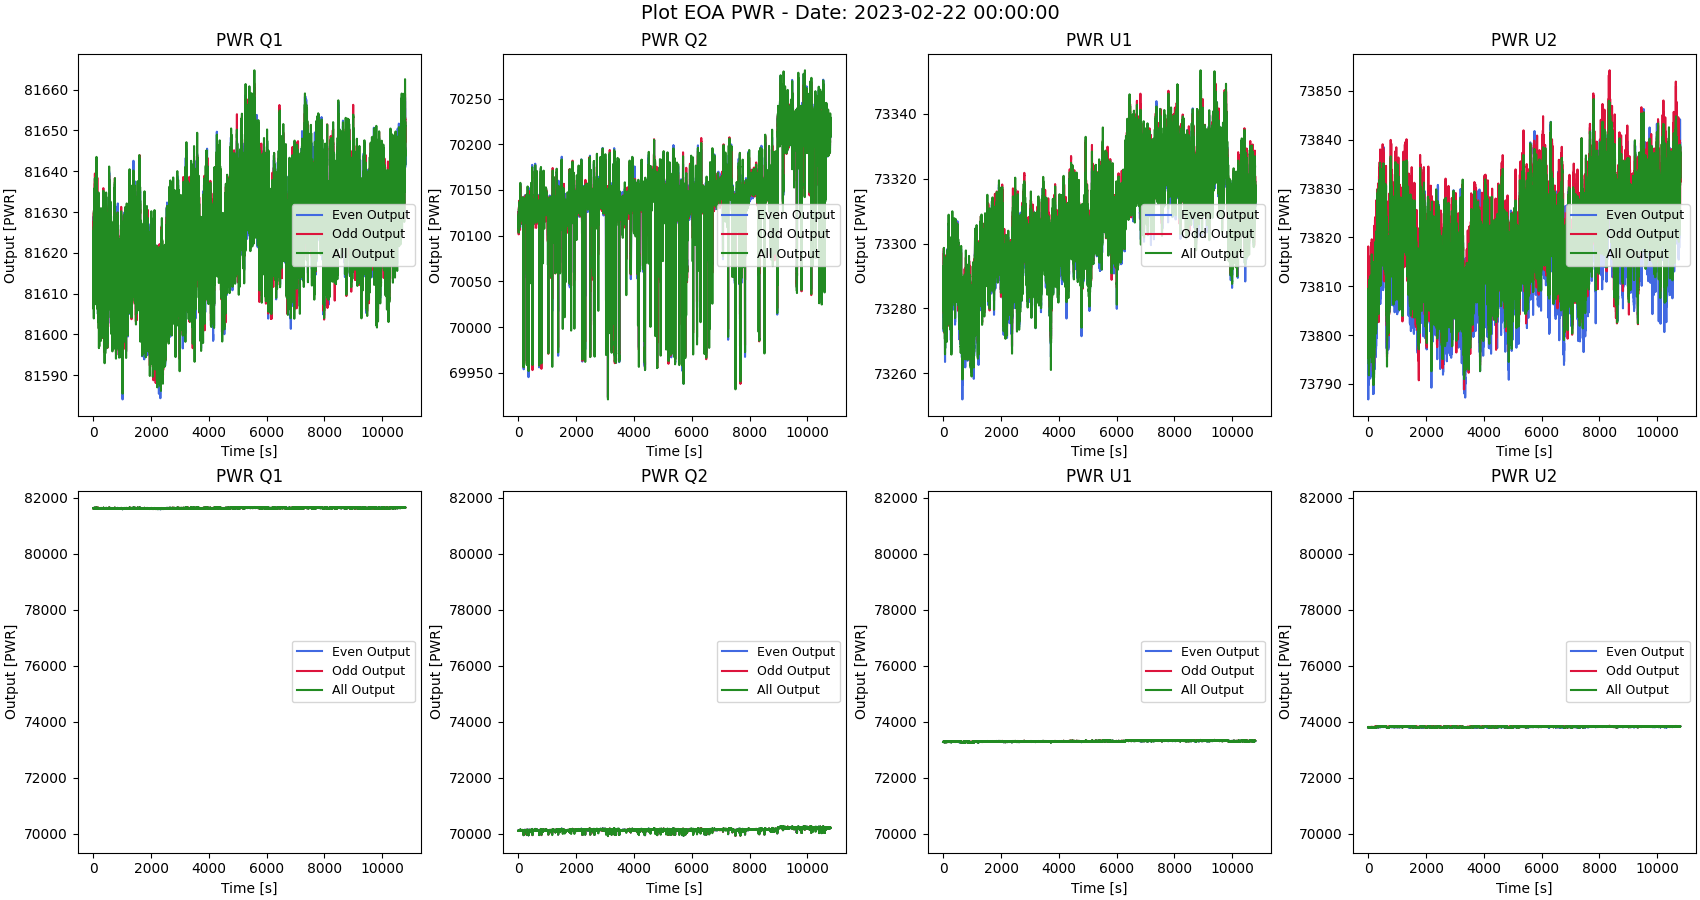 Plot EOA PWR - Date: 2023-02-22 00:00:00
PWR Q1
Output [PWR]
81660
81650
81640
81630
81620
81610
81600
81590
0 2000 4000 6000 8000 10000
Time [s]
Even Output
Odd Output
All Output
PWR Q2
Output [PWR]
70250
70200
70150
70100
70050
70000
69950
0 2000 4000 6000 8000 10000
Time [s]
Even Output
Odd Output
All Output
PWR U1
Output [PWR]
73340
73320
73300
73280
73260
0 2000 4000 6000 8000 10000
Time [s]
Even Output
Odd Output
All Output
PWR U2
Output [PWR]
73850
73840
73830
73820
73810
73800
73790
0 2000 4000 6000 8000 10000
Time [s]
Even Output
Odd Output
All Output
PWR Q1
Output [PWR]
82000
80000
78000
76000
74000
72000
70000
0 2000 4000 6000 8000 10000
Time [s]
Even Output
Odd Output
All Output
PWR Q2
Output [PWR]
82000
80000
78000
76000
74000
72000
70000
0 2000 4000 6000 8000 10000
Time [s]
Even Output
Odd Output
All Output
PWR U1
Output [PWR]
82000
80000
78000
76000
74000
72000
70000
0 2000 4000 6000 8000 10000
Time [s]
Even Output
Odd Output
All Output
PWR U2
Output [PWR]
82000
80000
78000
76000
74000
72000
70000
0 2000 4000 6000 8000 10000
Time [s]
Even Output
Odd Output
All Output